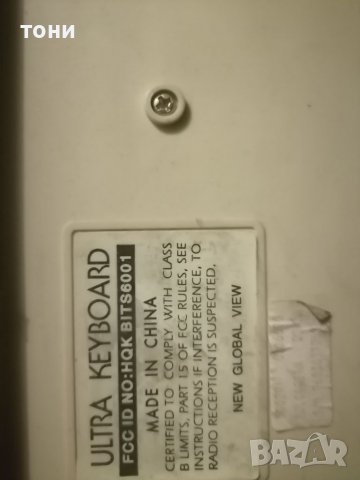 тони
ULTRA KEYBOARD
FCC ID NO:HQK BITS6001
MADE IN CHINA
CERTIFIED TO COMPLY WITH CLASS
B LIMITS, PART 15 OF FCC RULES, SEE
INSTRUCTIONS IF INTERFERENCE, TO
RADIO RECEPTION IS SUSPECTED,
NEW GLOBAL VIEW
BAZAR